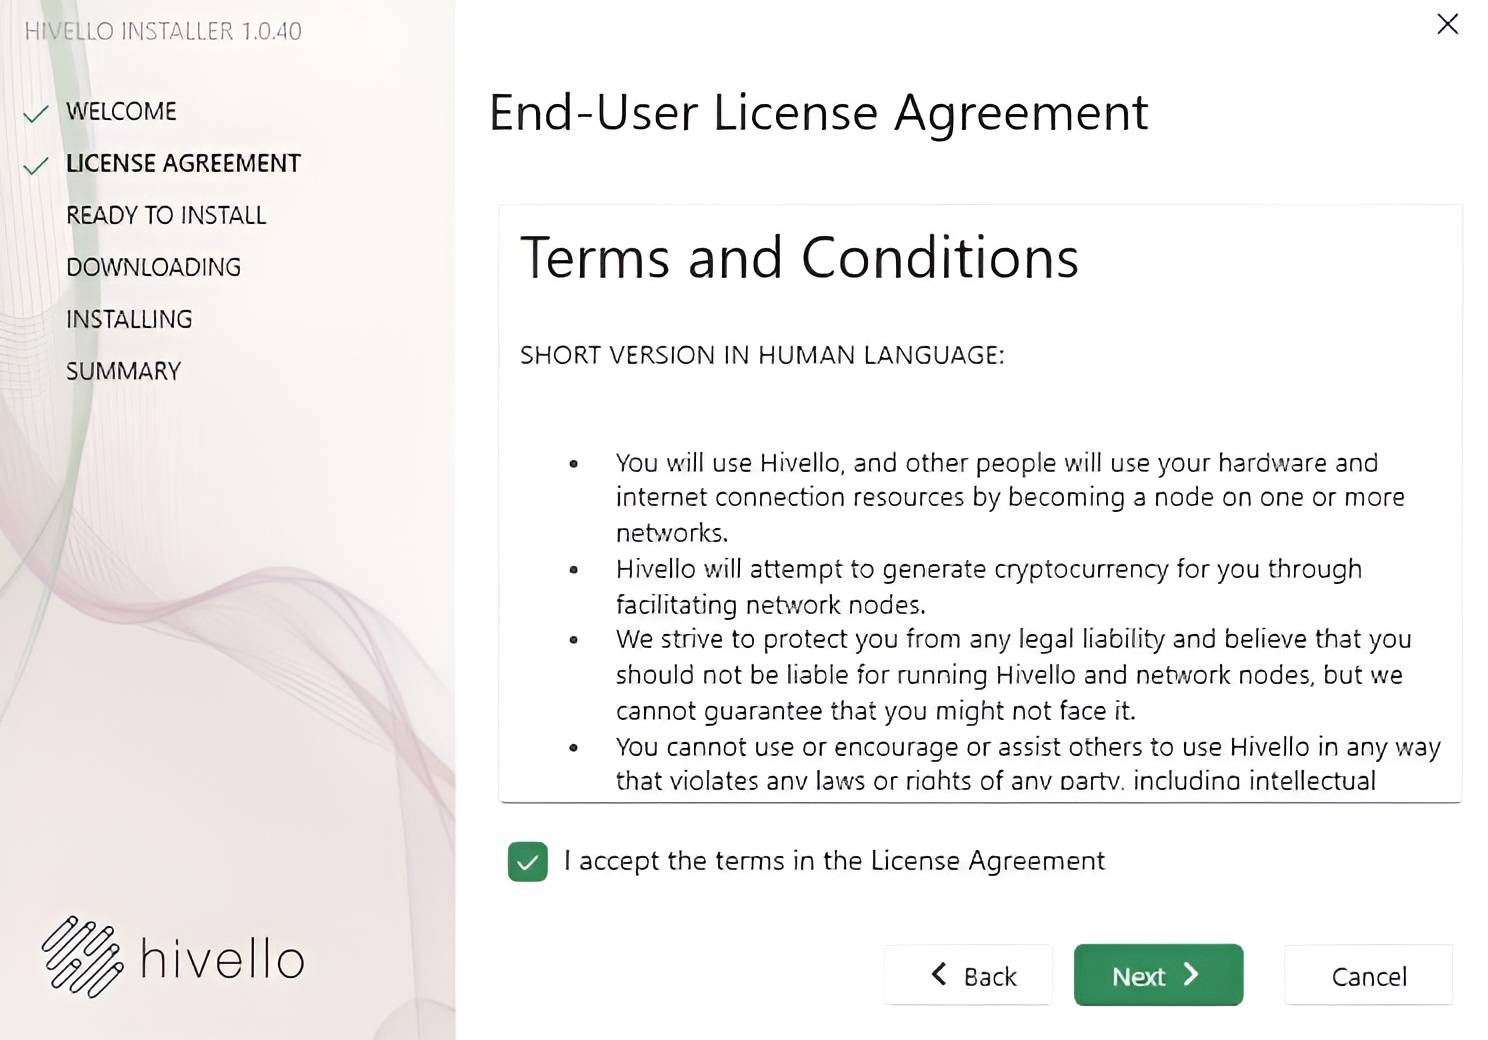 HIVELLO INSTALLER 1.0.40
WELCOME
LICENSE AGREEMENT
READY TO INSTALL
DOWNLOADING
INSTALLING
SUMMARY
hivello
End-User License Agreement
Terms and Conditions
SHORT VERSION IN HUMAN LANGUAGE:
• You will use Hivello, and other people will use your hardware and
internet connection resources by becoming a node on one or more
networks.
• Hivello will attempt to generate cryptocurrency for you through
facilitating network nodes.
• We strive to protect you from any legal liability and believe that you
should not be liable for running Hivello and network nodes, but we
cannot guarantee that you might not face it.
• You cannot use or encourage or assist others to use Hivello in any way
that violates any laws or rights of any party, including intellectual
I accept the terms in the License Agreement
Back
Next
Cancel